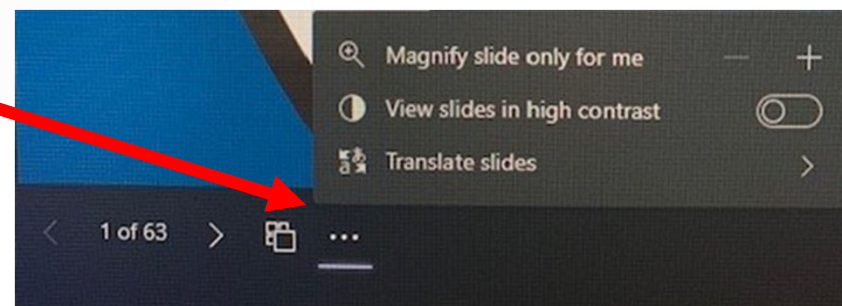 Magnify slide only for me
View slides in high contrast
Translate slides
1 of 63